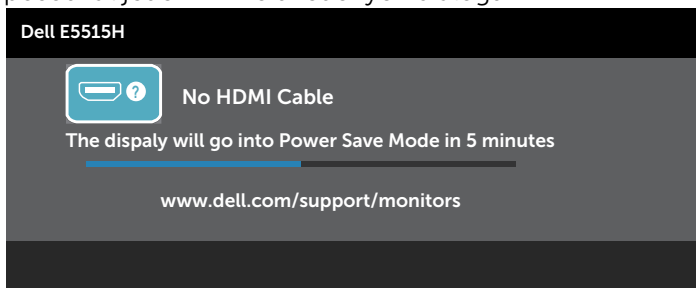 Dell E5515H
?
No HDMI Cable
The dispaly will go into Power Save Mode in 5 minutes
www.dell.com/support/monitors